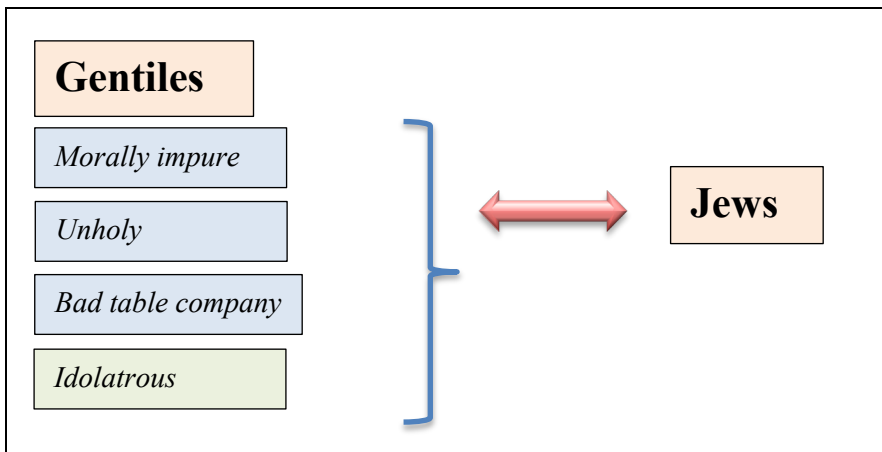 Gentiles
Morally impure
Unholy
Bad table company
Idolatrous
Jews